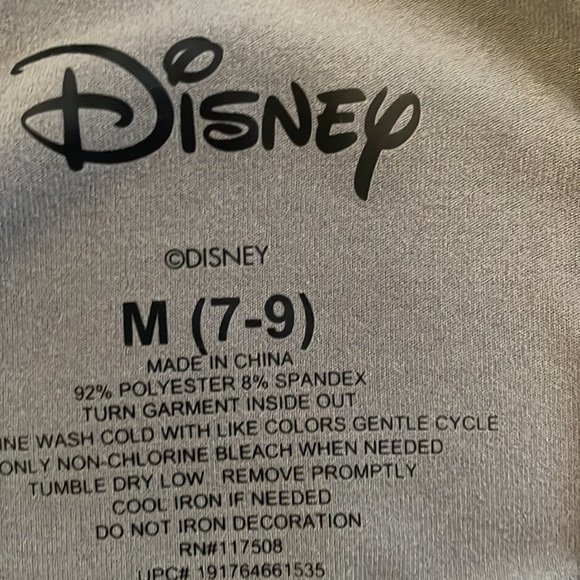 Disney
©DISNEY
M (7-9)
MADE IN CHINA
92% POLYESTER 8% SPANDEX
TURN GARMENT INSIDE OUT
WASH COLD WITH LIKE COLORS GENTLE CYCLE
ONLY NON-CHLORINE BLEACH WHEN NEEDED
TUMBLE DRY LOW REMOVE PROMPTLY
COOL IRON IF NEEDED
DO NOT IRON DECORATION
RN#117508
UPC# 191764661535